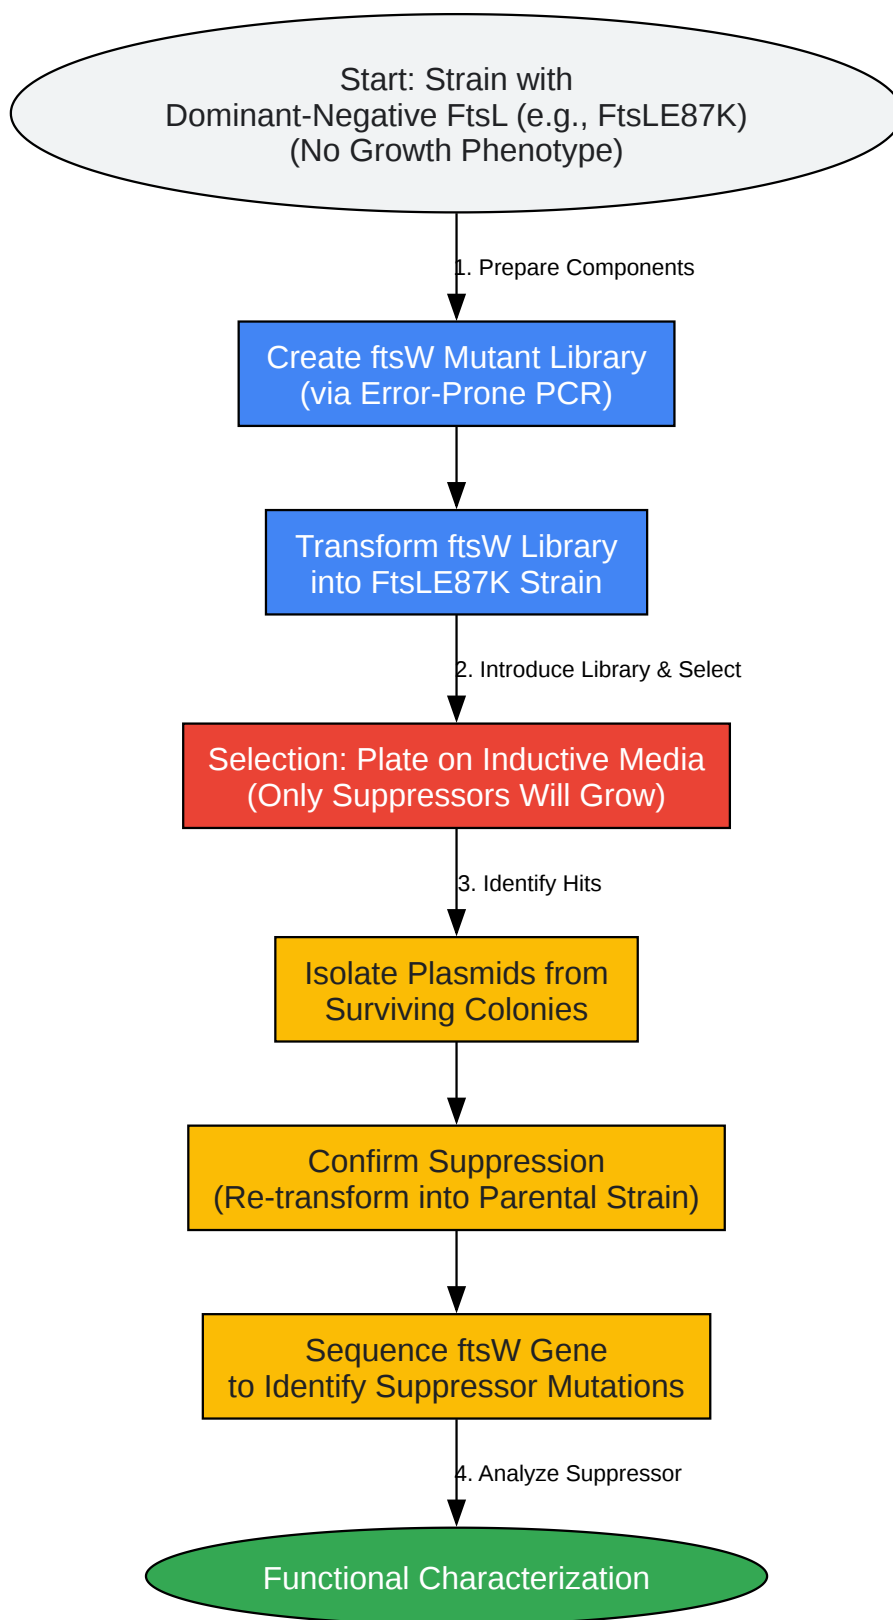 Start: Strain with
Dominant-Negative FtsL (e.g., FtsLE87K)
(No Growth Phenotype)
1. Prepare Components
Create ftsW Mutant Library
(via Error-Prone PCR)
Transform ftsW Library
into FtsLE87K Strain
2. Introduce Library & Select
Selection: Plate on Inductive Media
(Only Suppressors Will Grow)
3. Identify Hits
Isolate Plasmids from
Surviving Colonies
Confirm Suppression
(Re-transform into Parental Strain)
Sequence ftsW Gene
to Identify Suppressor Mutations
4. Analyze Suppressor
Functional Characterization